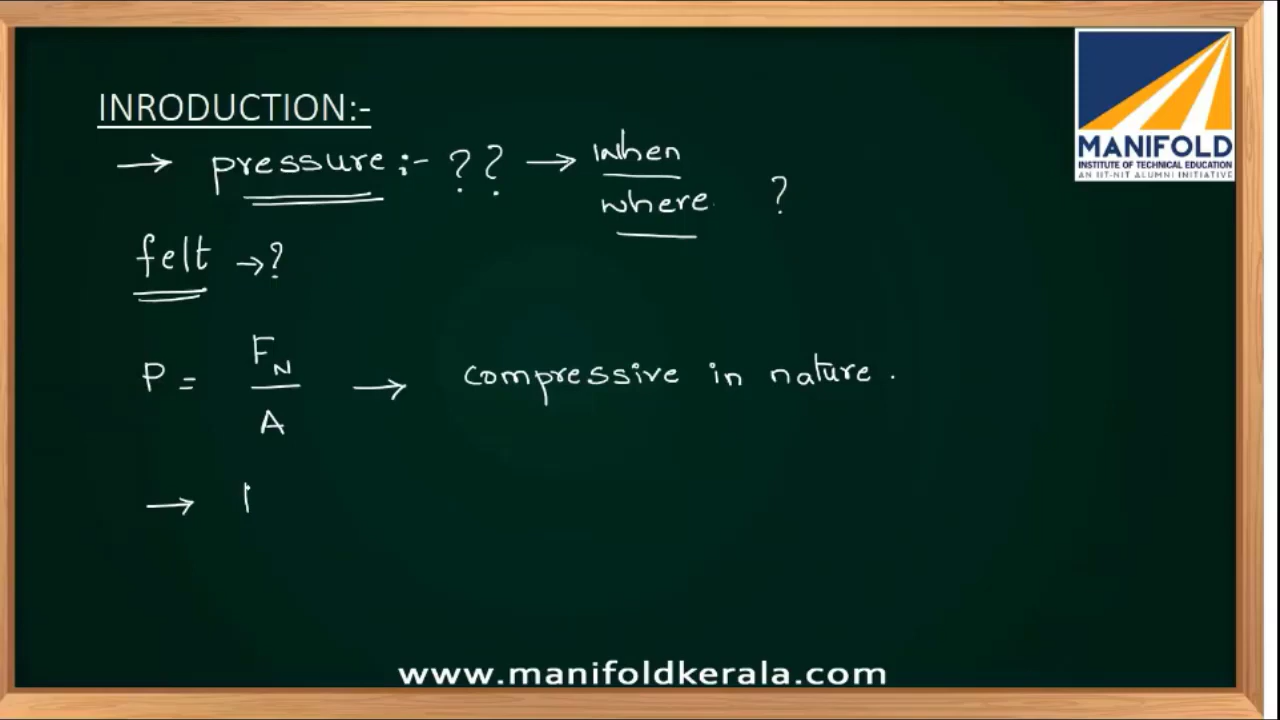 INRODUCTION:-
→ pressure :- ?? → when
where ?
felt →?
P = F_N / A → compressive in nature.
→
MANIFOLD
INSTITUTE OF TECHNICAL EDUCATION
AN IIT-NIT ALUMNI INITIATIVE
www.manifoldkerala.com